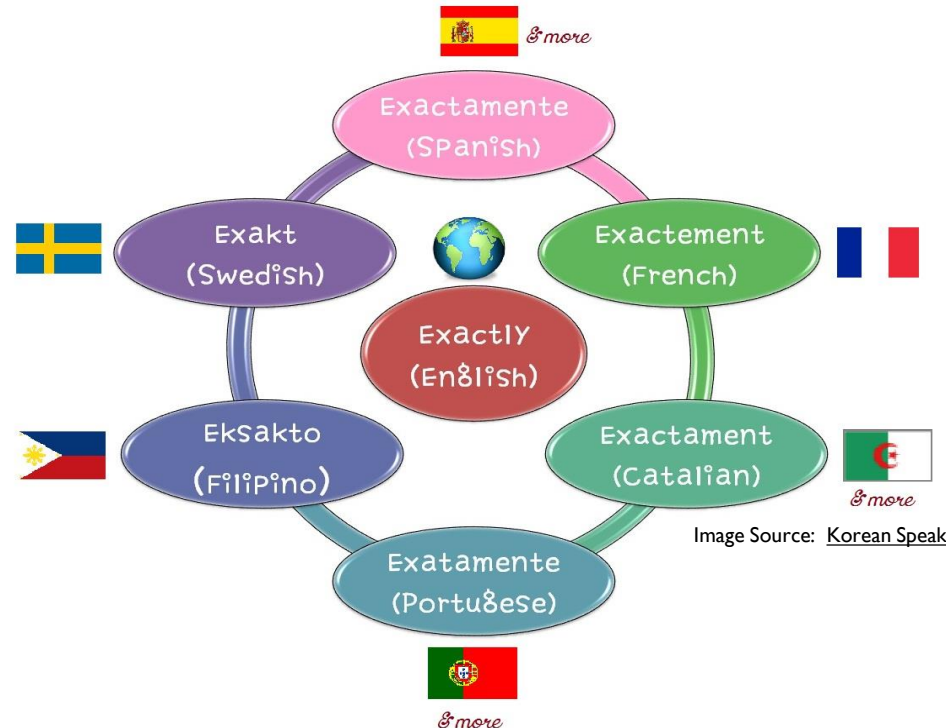 & more
Exactamente
(Spanish)
Exakt
(Swedish)
Exactement
(French)
Exactly
(English)
Eksakto
(Filipino)
Exactament
(Catalian)
& more
Image Source: Korean Speak
Exatamente
(Portugese)
& more